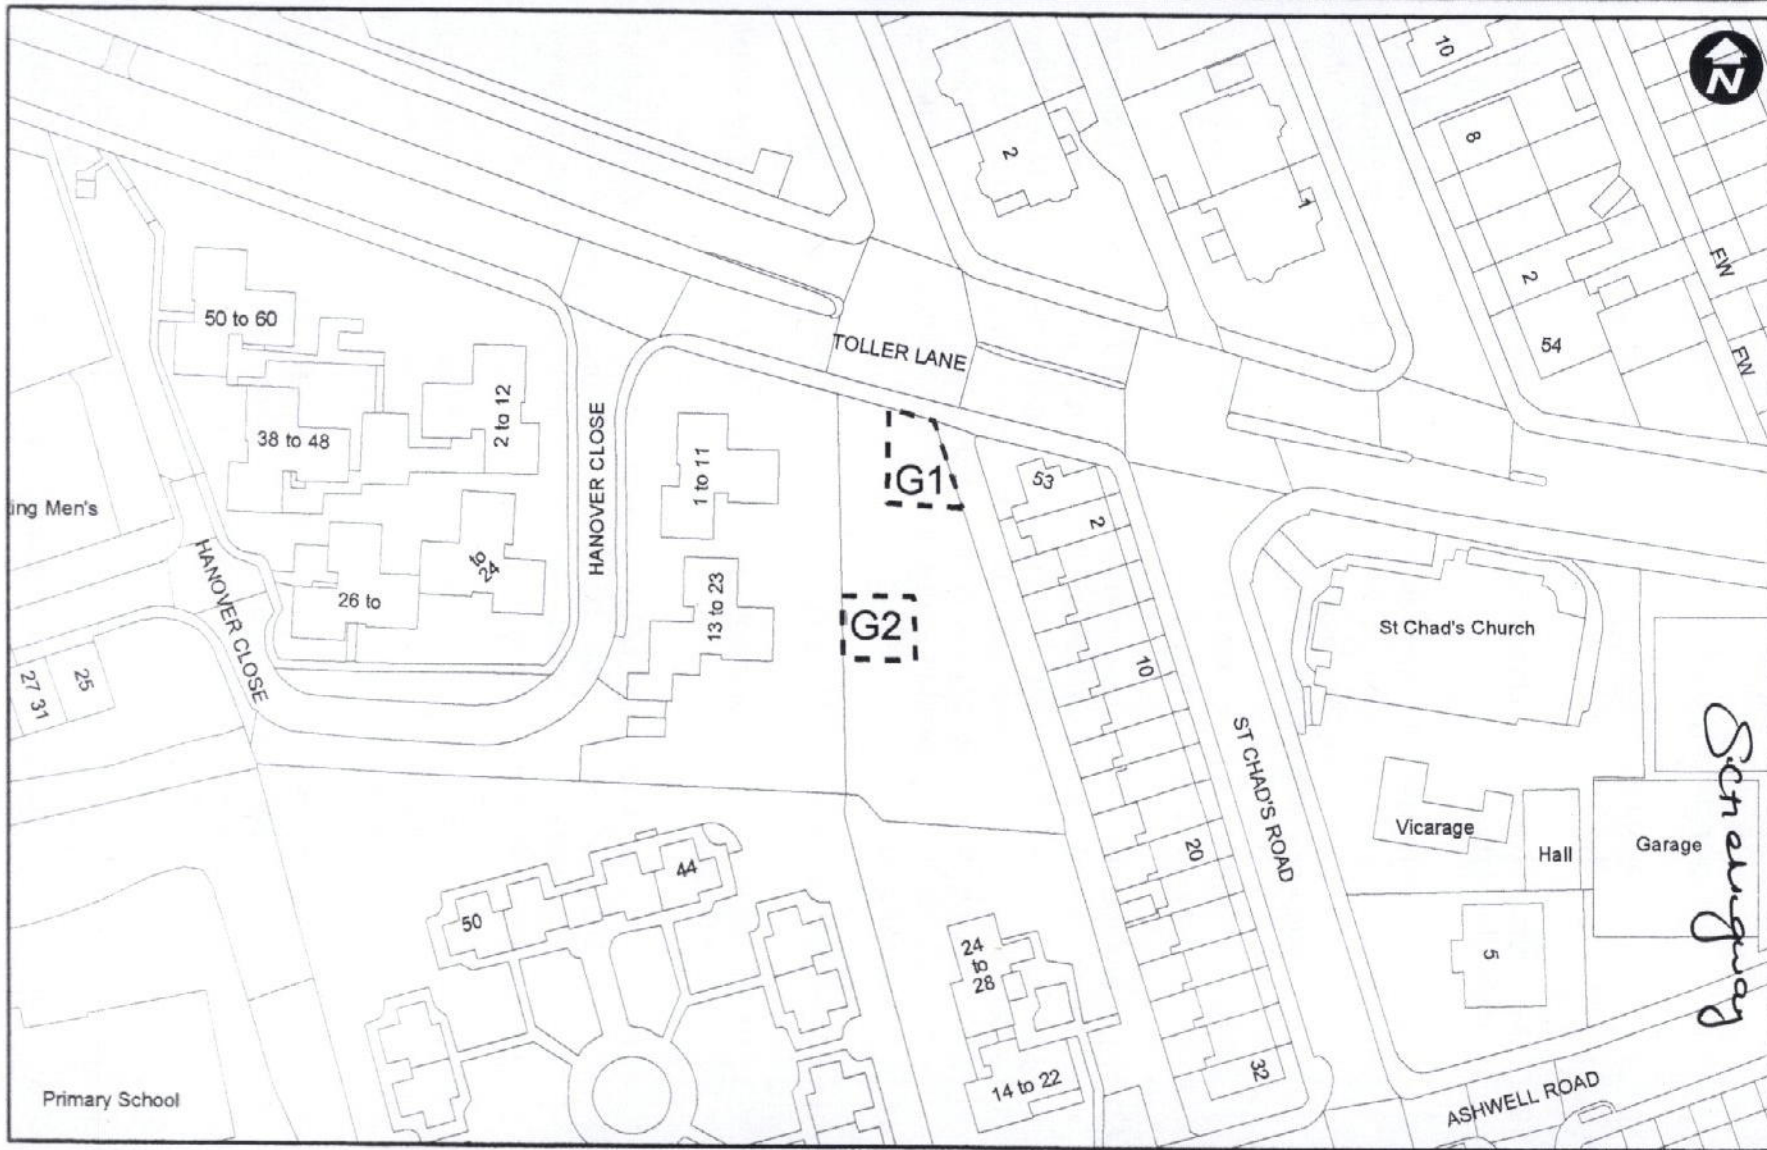 10
N
8
2
1
2
FW
54
FW
50 to 60
TOLLER LANE
2 to 12
HANOVER CLOSE
38 to 48
1 to 11
G1
53
2
ing Men's
HANOVER CLOSE
to
24
26 to
13 to 23
G2
St Chad's Church
10
25
27 31
ST CHAD'S ROAD
Vicarage
Hall
Garage
20
44
50
24
to
28
5
14 to 22
32
Primary School
ASHWELL ROAD